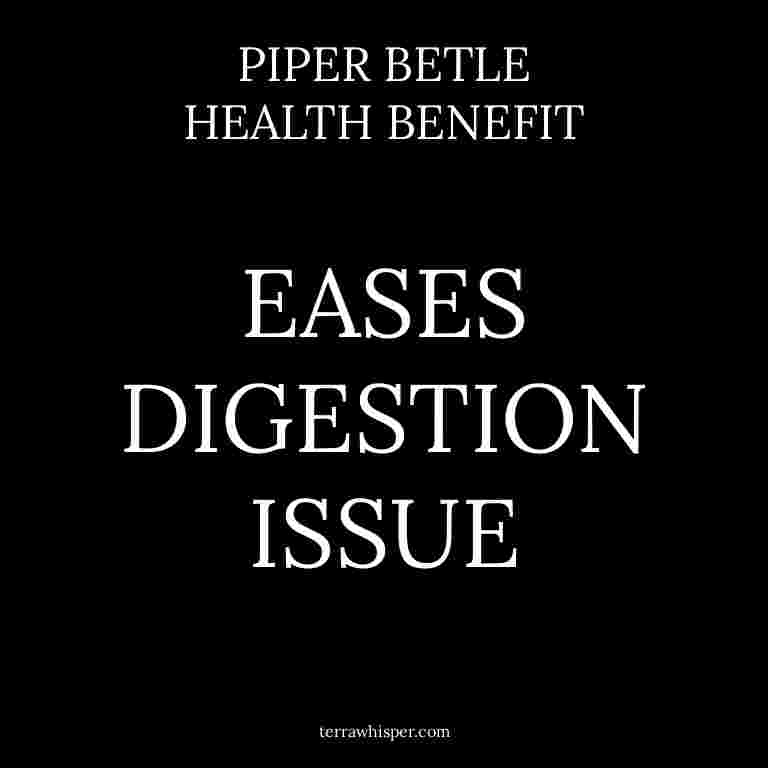 PIPER BETLE
HEALTH BENEFIT
EASES
DIGESTION
ISSUE
terrawhisper.com